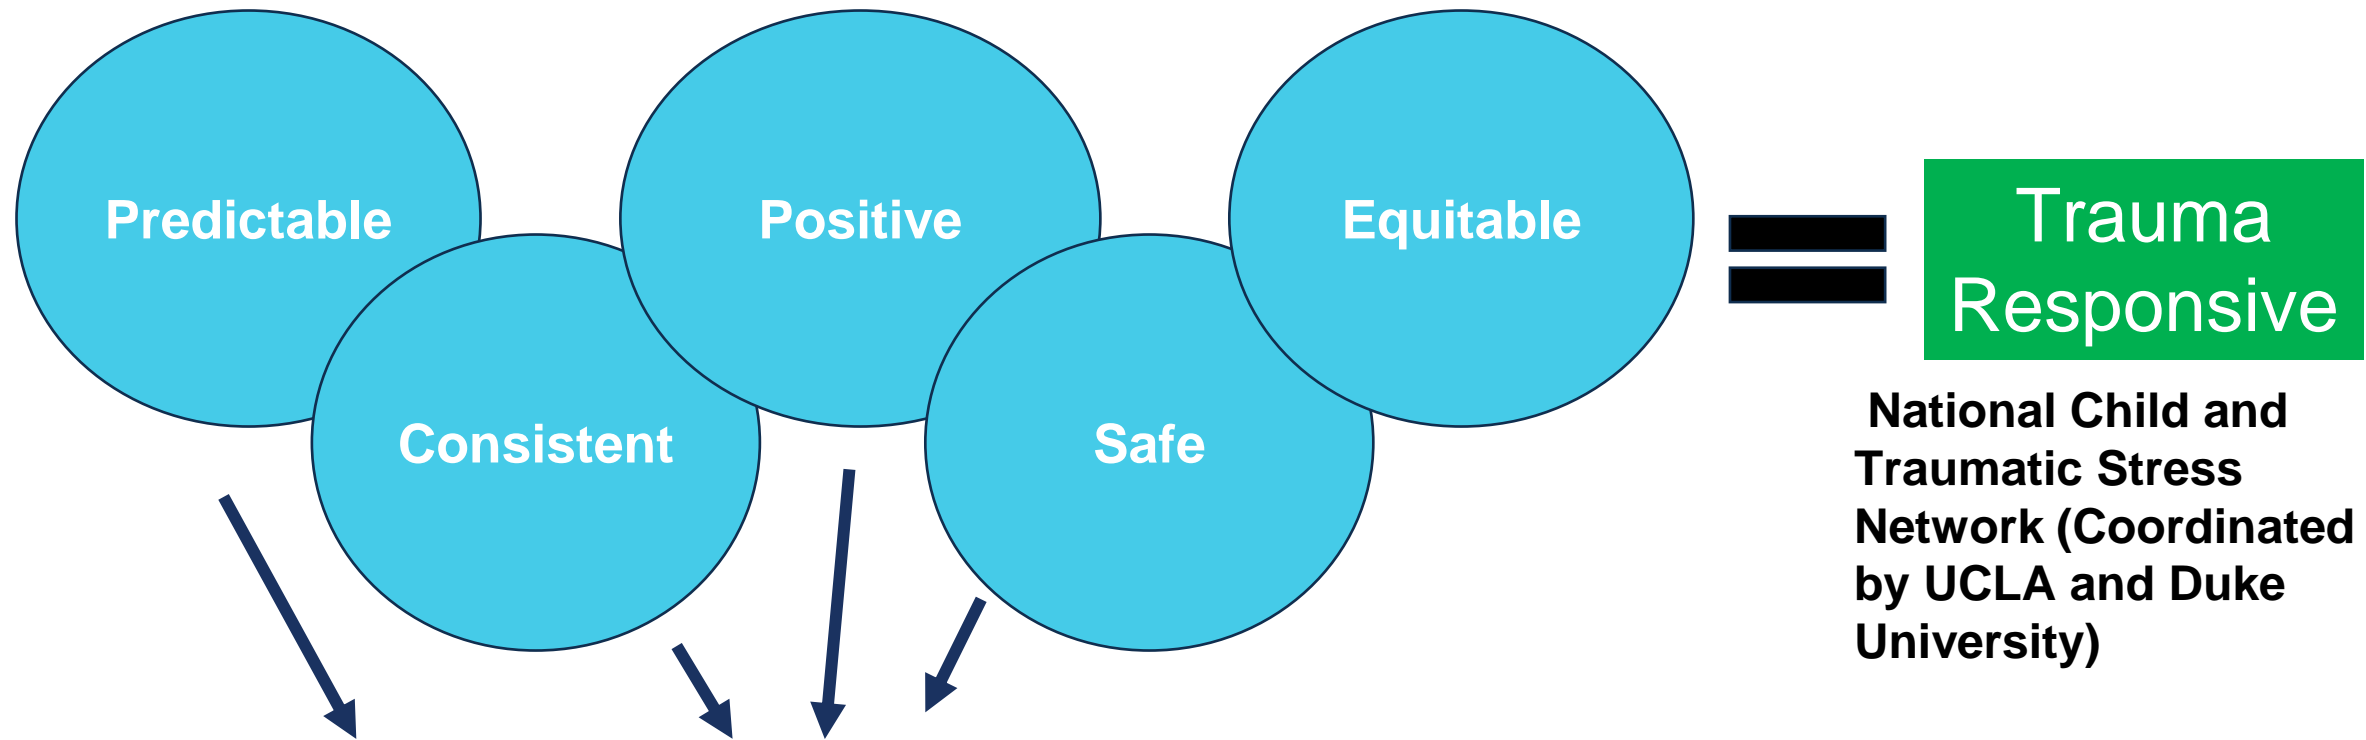 Predictable
Consistent
Positive
Safe
Equitable
Trauma
Responsive
National Child and
Traumatic Stress
Network (Coordinated
by UCLA and Duke
University)